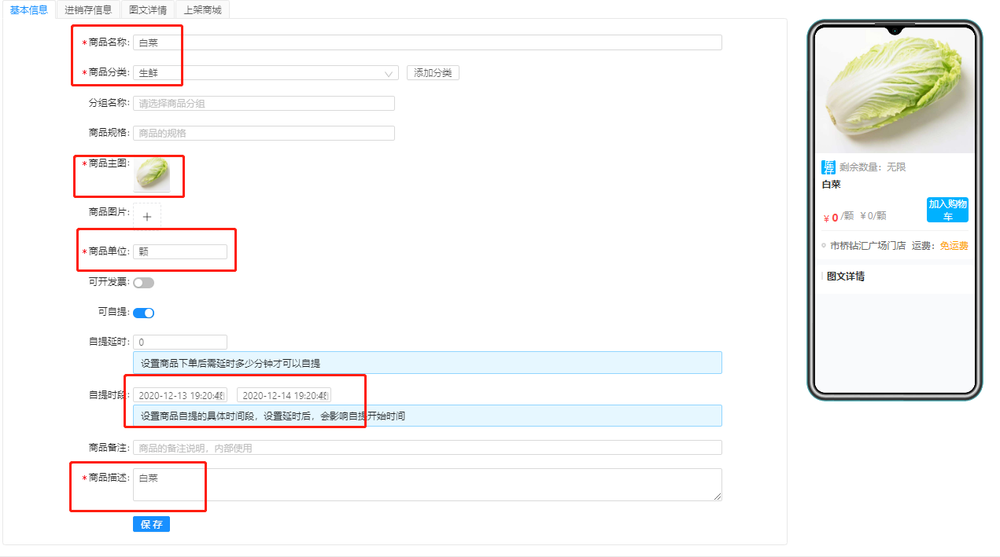 基本信息 进销存信息 图文详情 上架商城
*商品名称: 白菜
*商品分类: 生鲜 添加分类
分组名称: 请选择商品分组
商品规格: 商品的规格
*商品主图:
商品图片: +
*商品单位: 颗
可开发票:
可自提:
自提延时: 0
设置商品下单后需延时多少分钟才可以自提
自提时段: 2020-12-13 19:20:48 2020-12-14 19:20:48
设置商品自提的具体时间段，设置延时后，会影响自提开始时间
商品备注: 商品的备注说明，内部使用
*商品描述: 白菜
保存
库存 剩余数量：无限
白菜
¥0/颗 ¥0/颗 加入购物车
市桥钻汇广场门店 运费：免运费
图文详情